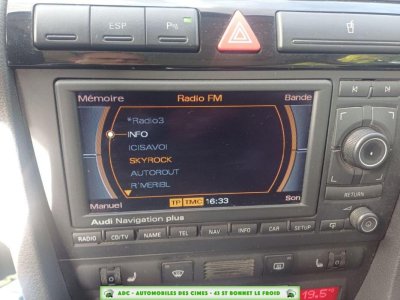 ESP
P
Mémoire
Radio FM
Bande
*Radio3
INFO
ICISAVOI
SKYROCK
AUTOROUT
R'MERIBL
TP TMC 16:33
Manuel
Son
Audi Navigation plus
RETURN
RADIO
CD/TV
NAME
TEL
NAV
INFO
CAR
SETUP
19.5°
ADC - AUTOMOBILES DES CIMES - 43 ST BONNET LE FROID